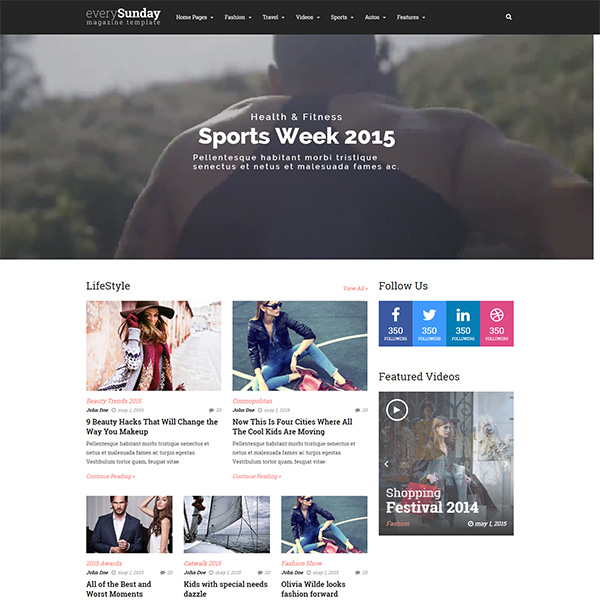 everySunday
magazine template
Home Pages Fashion Travel Videos Sports Autos Features
Health & Fitness
Sports Week 2015
Pellentesque habitant morbi tristique
senectus et netus et malesuada fames ac.
LifeStyle
View All »
Beauty Trends 2015
John Doe may 1, 2015 20
9 Beauty Hacks That Will Change the
Way You Makeup
Pellentesque habitant morbi tristique senectus et
netus et malesuada fames ac turpis egestas.
Vestibulum tortor quam, feugiat vitae.
Continue Reading »
Cosmopolitan
John Doe may 1, 2015 20
Now This Is Four Cities Where All
The Cool Kids Are Moving
Pellentesque habitant morbi tristique senectus et
netus et malesuada fames ac turpis egestas.
Vestibulum tortor quam, feugiat vitae.
Continue Reading »
2015 Awards
John Doe may 1, 2015 20
All of the Best and
Worst Moments
Catwalk 2015
John Doe may 1, 2015 20
Kids with special needs
dazzle
Fashion Show
John Doe may 1, 2015 20
Olivia Wilde looks
fashion forward
Follow Us
350 350 350 350
FOLLOWERS FOLLOWERS FOLLOWERS FOLLOWERS
Featured Videos
Shopping
Festival 2014
Fashion may 1, 2015